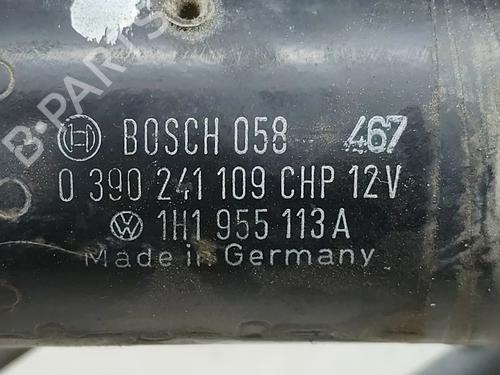 B-PARTS
BOSCH 058 467
0 390 241 109 CHP 12V
1H1 955 113 A
Made in Germany